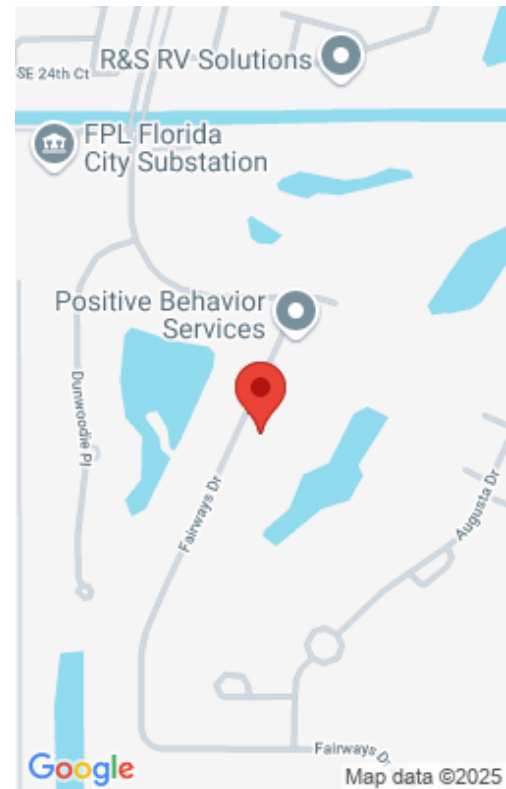 R&S RV Solutions
SE 24th Ct
FPL Florida
City Substation
Positive Behavior
Services
Dunwoodie Pl
Fairways Dr
Augusta Dr
Fairways D
Google
Map data ©2025